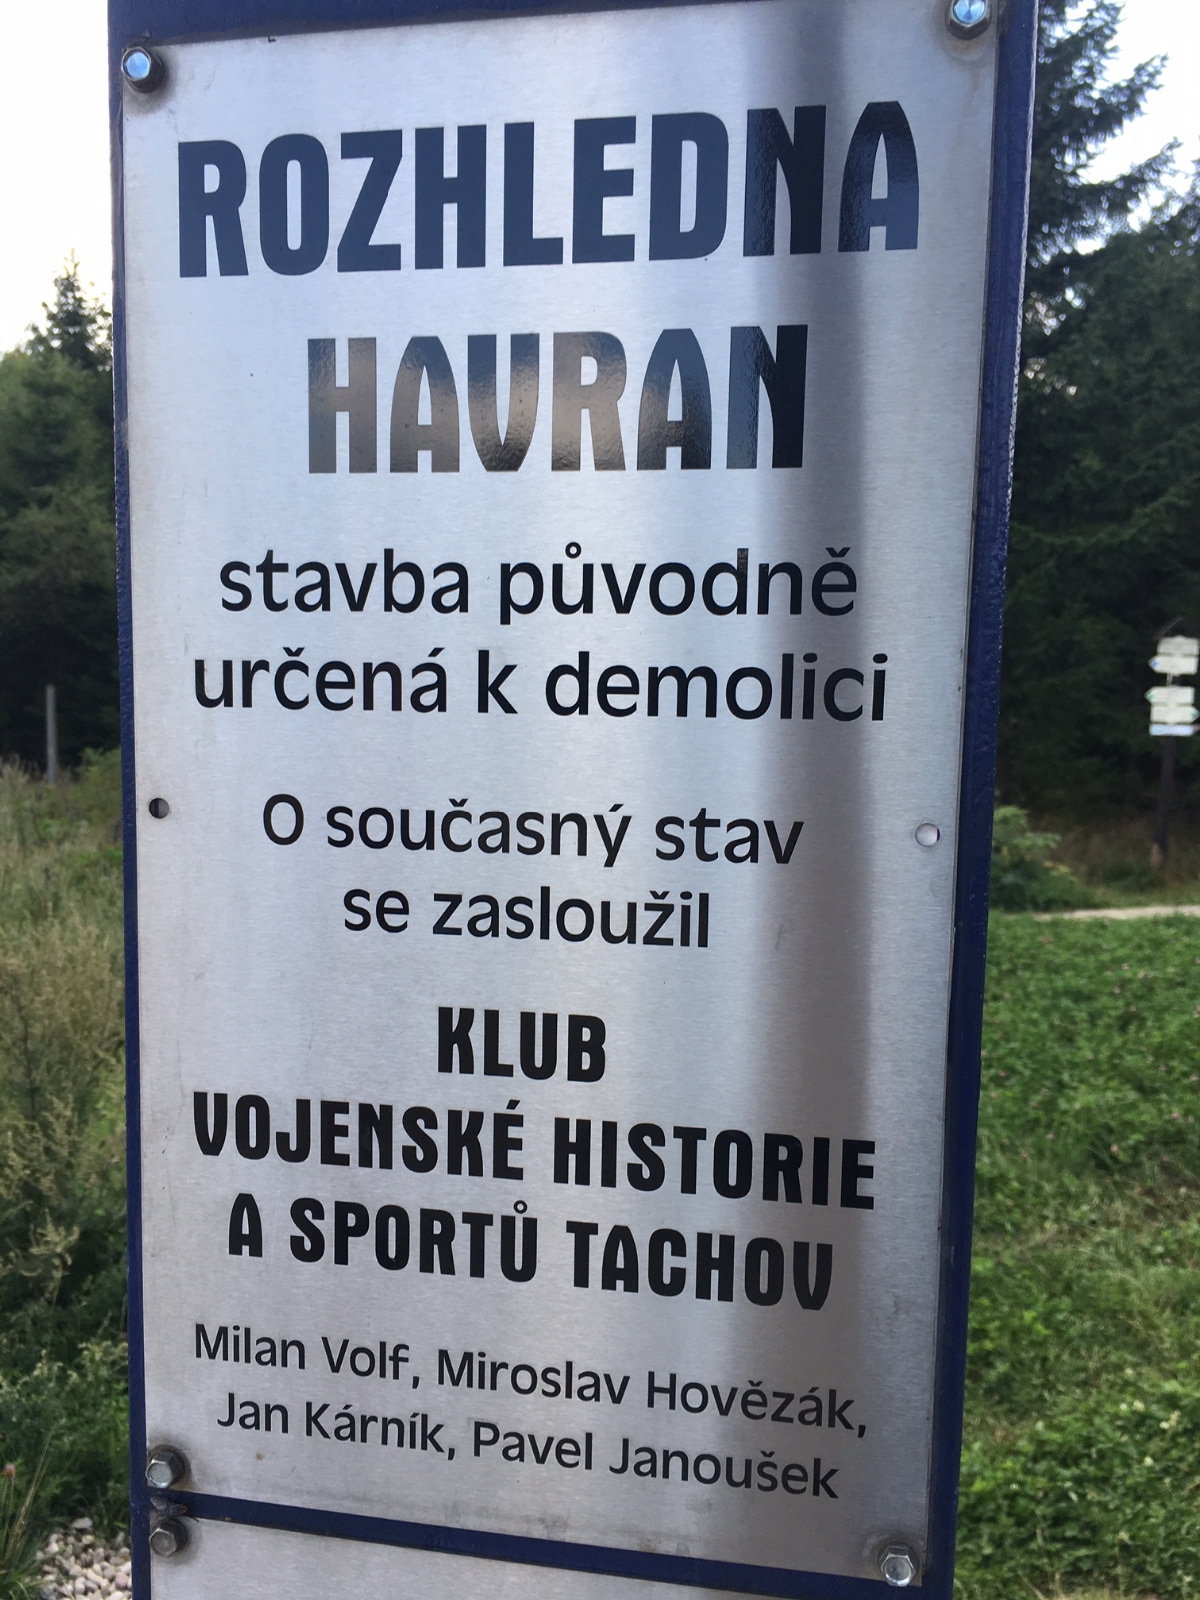 ROZHLEDNA
HAVRAN
stavba původně
určená k demolici
O současný stav
se zasloužil
KLUB
VOJENSKÉ HISTORIE
A SPORTŮ TACHOV
Milan Volf, Miroslav Hovězák,
Jan Kárník, Pavel Janoušek